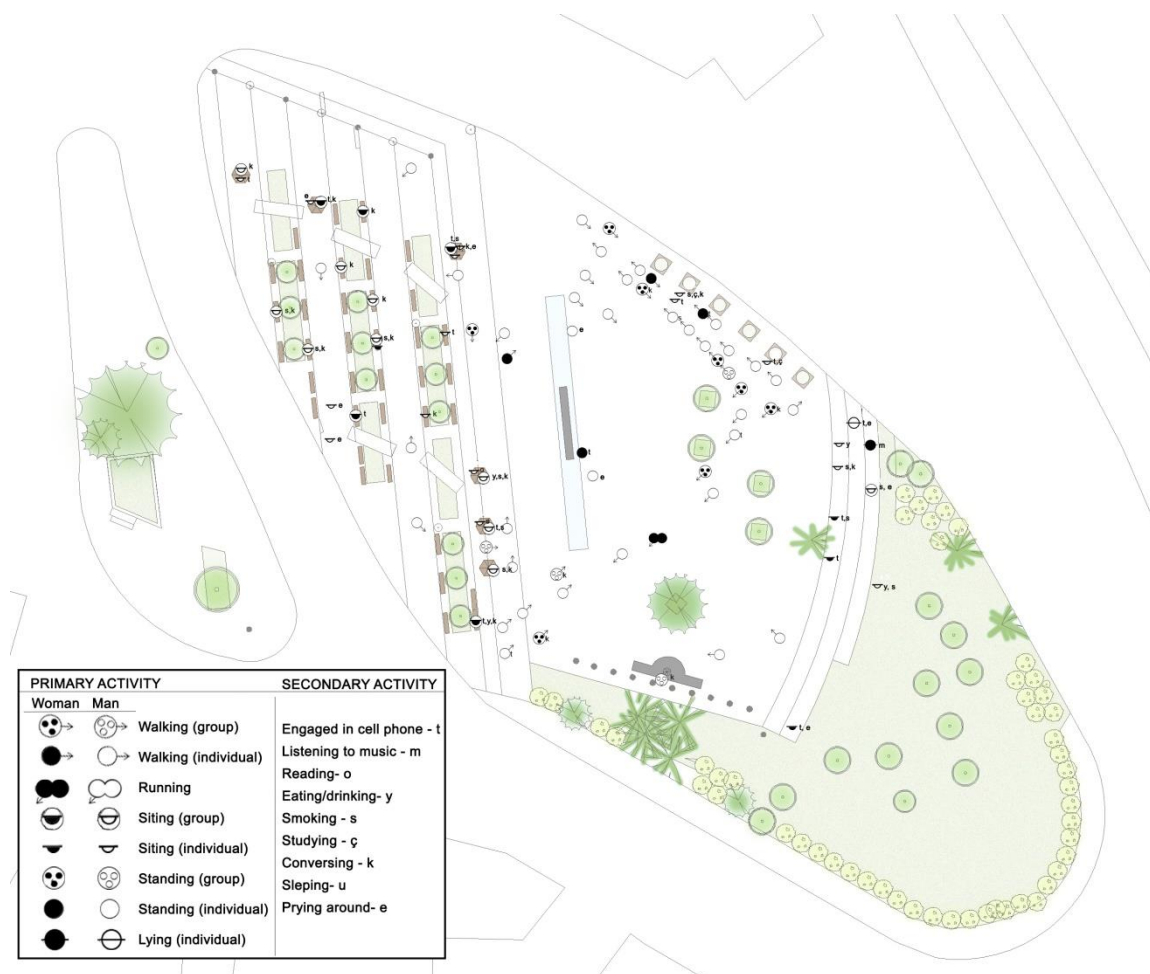 k
t
e
t,k
k
t,s
k,e
k
k
s,ç,k
t
k
s,k
t
t
e
s,k
s,k
t,ç
e
t
k
k
t,e
t
e
y
m
t
s,k
y,s,k
e
s, e
t,s
t,s
t
s,k
k
y, s
t,y,k
k
t
k
t, e
PRIMARY ACTIVITY
Woman Man
Walking (group)
Walking (individual)
Running
Siting (group)
Siting (individual)
Standing (group)
Standing (individual)
Lying (individual)
SECONDARY ACTIVITY
Engaged in cell phone - t
Listening to music - m
Reading- o
Eating/drinking- y
Smoking - s
Studying - ç
Conversing - k
Sleping- u
Prying around- e